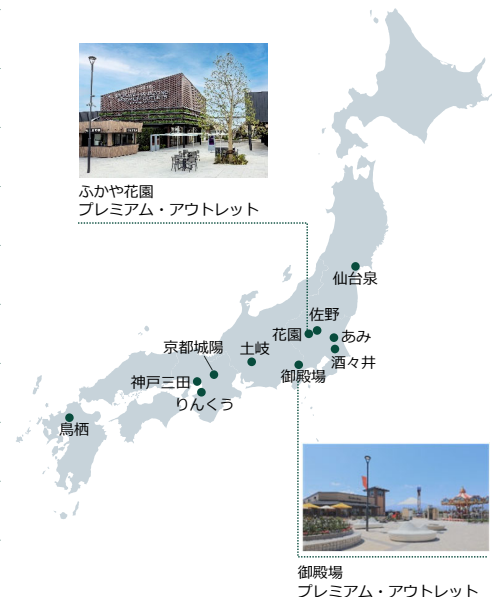 ふかや花園
プレミアム・アウトレット
仙台泉
佐野
花園
あみ
京都城陽
土岐
酒々井
御殿場
神戸三田
りんくう
鳥栖
御殿場
プレミアム・アウトレット